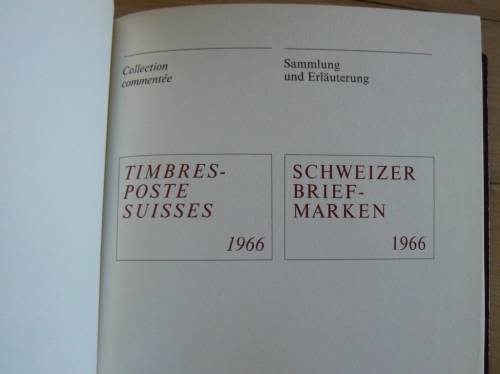 Collection
commentée
Sammlung
und Erläuterung
TIMBRES-
POSTE
SUISSES
1966
SCHWEIZER
BRIEF-
MARKEN
1966